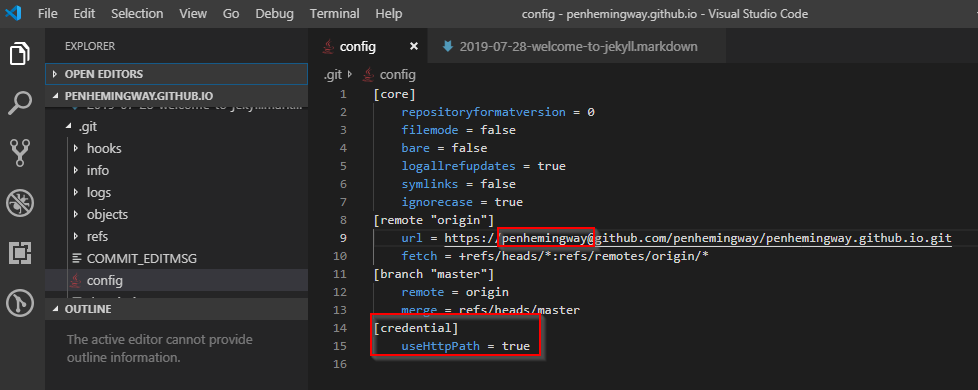 File Edit View Go Debug Terminal Help config - penhemingway.github.io - Visual Studio Code
EXPLORER
OPEN EDITORS
PENHEMINGWAY.GITHUB.IO
.git
hooks
info
logs
objects
refs
COMMIT_EDITMSG
config
OUTLINE
The active editor cannot provide
outline information.
config 2019-07-28-welcome-to-jekyll.markdown
.git config
1 [core]
2 repositoryformatversion = 0
3 filemode = false
4 bare = false
5 logallrefupdates = true
6 symlinks = false
7 ignorecase = true
8 [remote "origin"]
9 url = https://penhemingway@github.com/penhemingway/penhemingway.github.io.git
10 fetch = +refs/heads/*:refs/remotes/origin/*
11 [branch "master"]
12 remote = origin
13 merge = refs/heads/master
14 [credential]
15 useHttpPath = true
16